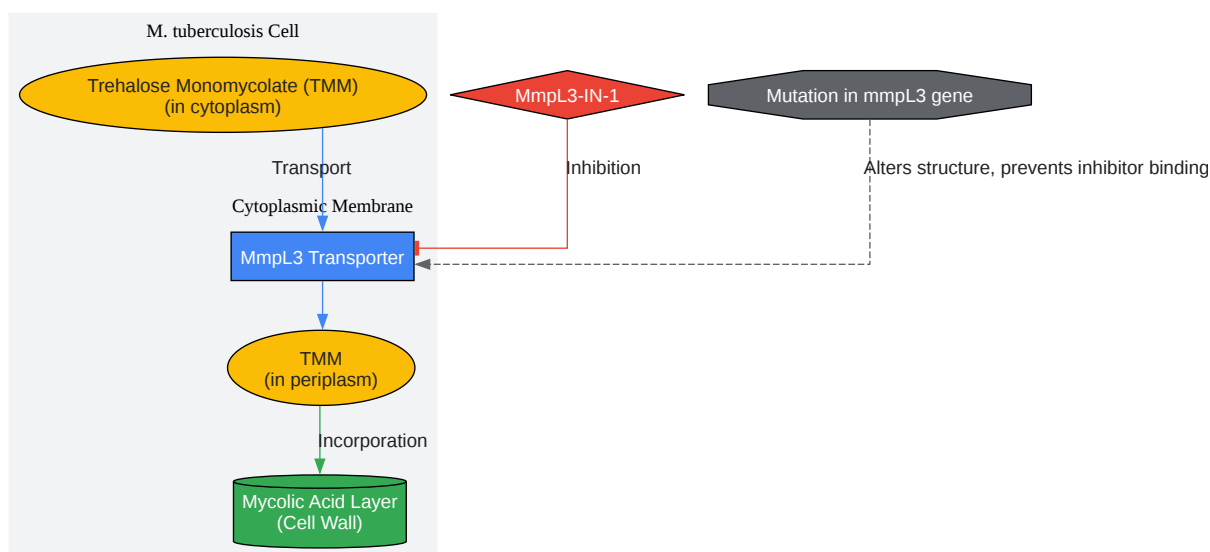 M. tuberculosis Cell
Trehalose Monomycolate (TMM)
(in cytoplasm)
MmpL3-IN-1
Mutation in mmpL3 gene
Transport
Inhibition
Alters structure, prevents inhibitor binding
Cytoplasmic Membrane
MmpL3 Transporter
TMM
(in periplasm)
Incorporation
Mycolic Acid Layer
(Cell Wall)